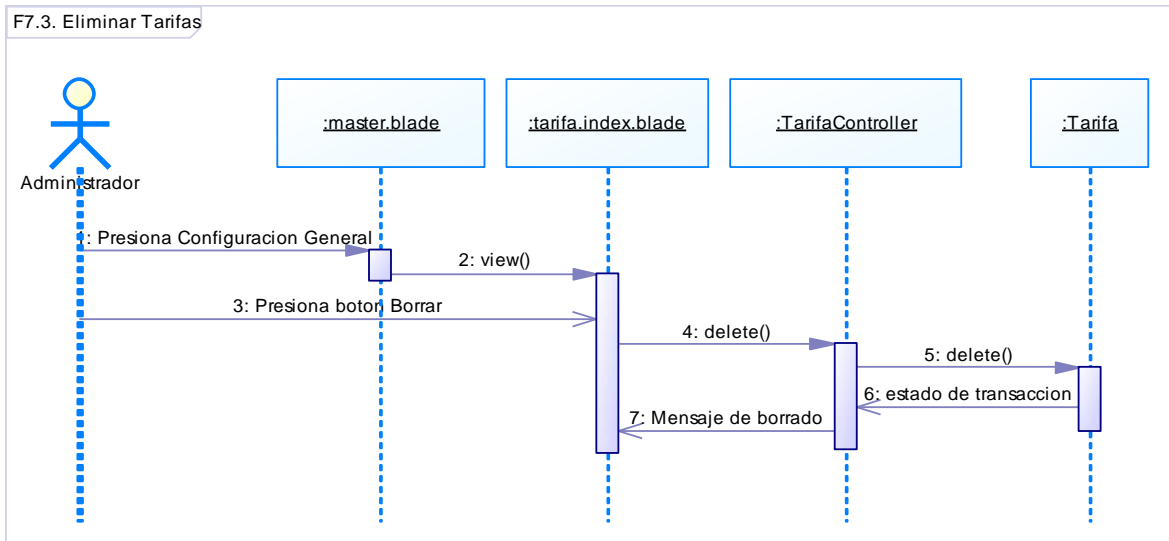 F7.3. Eliminar Tarifas
:master.blade
:tarifa.index.blade
:TarifaController
:Tarifa
Administrador
1: Presiona Configuracion General
2: view()
3: Presiona boton Borrar
4: delete()
5: delete()
6: estado de transaccion
7: Mensaje de borrado